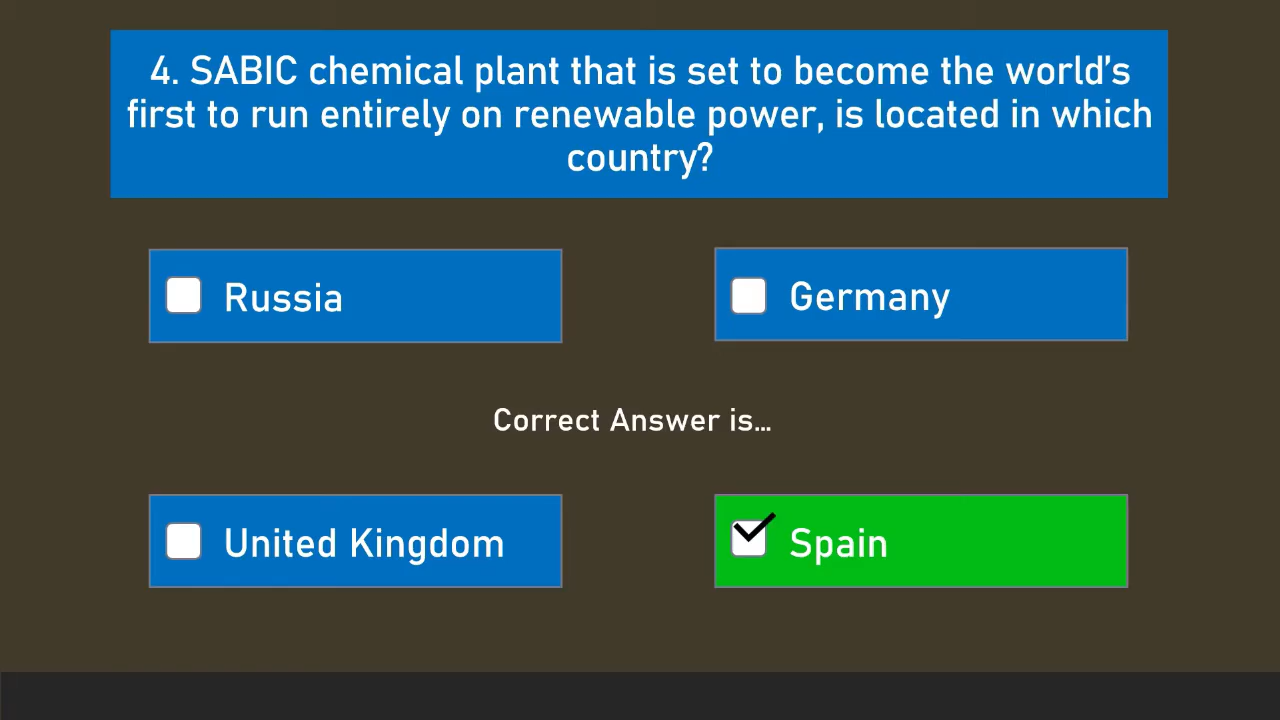 4. SABIC chemical plant that is set to become the world’s
first to run entirely on renewable power, is located in which
country?
Russia
Germany
Correct Answer is...
United Kingdom
Spain